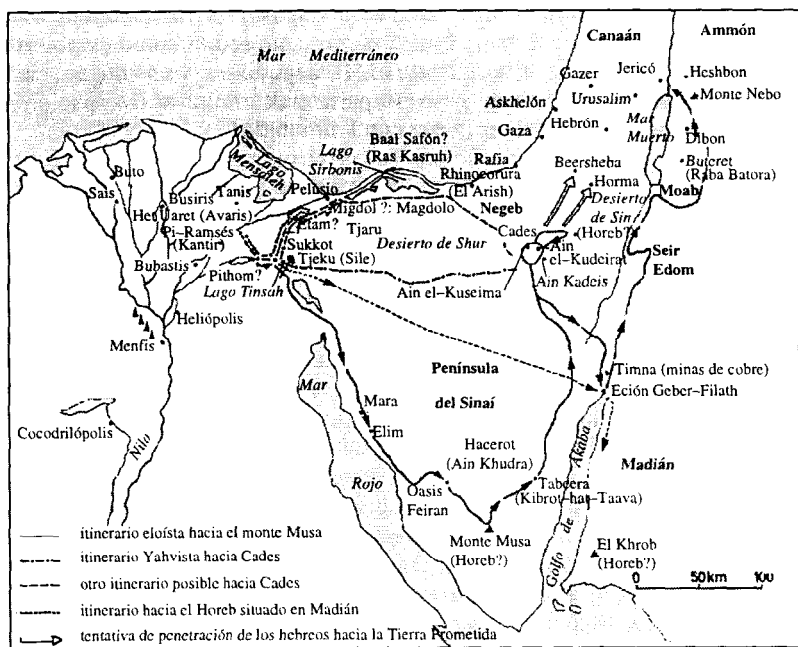 Canaán
Ammón
Mar Mediterráneo
Gazer
Jericó
Heshbon
Urusalim
Monte Nebo
Askhelón
Hebrón
Mar
Muerto
Dibon
Gaza
Baal Safón?
(Ras Kasruh)
Lago
Sirbonis
Lago
Menzaleh
Rafia
Rhinocorura
(El Arish)
Beersheba
Buteret
(Raba Batora)
Horma
Moab
Buto
Sais
Busiris
Tanis
Pelusio
Migdol ?: Magdolo
Negeb
Desierto
de Sin
(Horeb?)
(Avaris)
Etam?
Tjaru
Pi-Ramsés
(Kantir)
Sukkot
Desierto de Shur
Cades
Ain
el-Kudeirat
Seir
Edom
Tjeku (Sile)
Bubastis
Pithom?
Lago Tinsah
Ain el-Kuseima
Ain Kadeis
Heliópolis
Menfis
Península
del Sinaí
Timna (minas de cobre)
Eción Geber-Filath
Mar
Rojo
Mara
Elim
Cocodrilópolis
Nilo
Hacerot
(Ain Khudra)
Golfo de Akaba
Madián
Oasis
Feiran
Tabeera
(Kibrot-hat-Taava)
Monte Musa
(Horeb?)
El Khrob
(Horeb?)
0 50km 100
itinerario eloísta hacia el monte Musa
itinerario Yahvista hacia Cades
otro itinerario posible hacia Cades
itinerario hacia el Horeb situado en Madián
tentativa de penetración de los hebreos hacia la Tierra Prometida